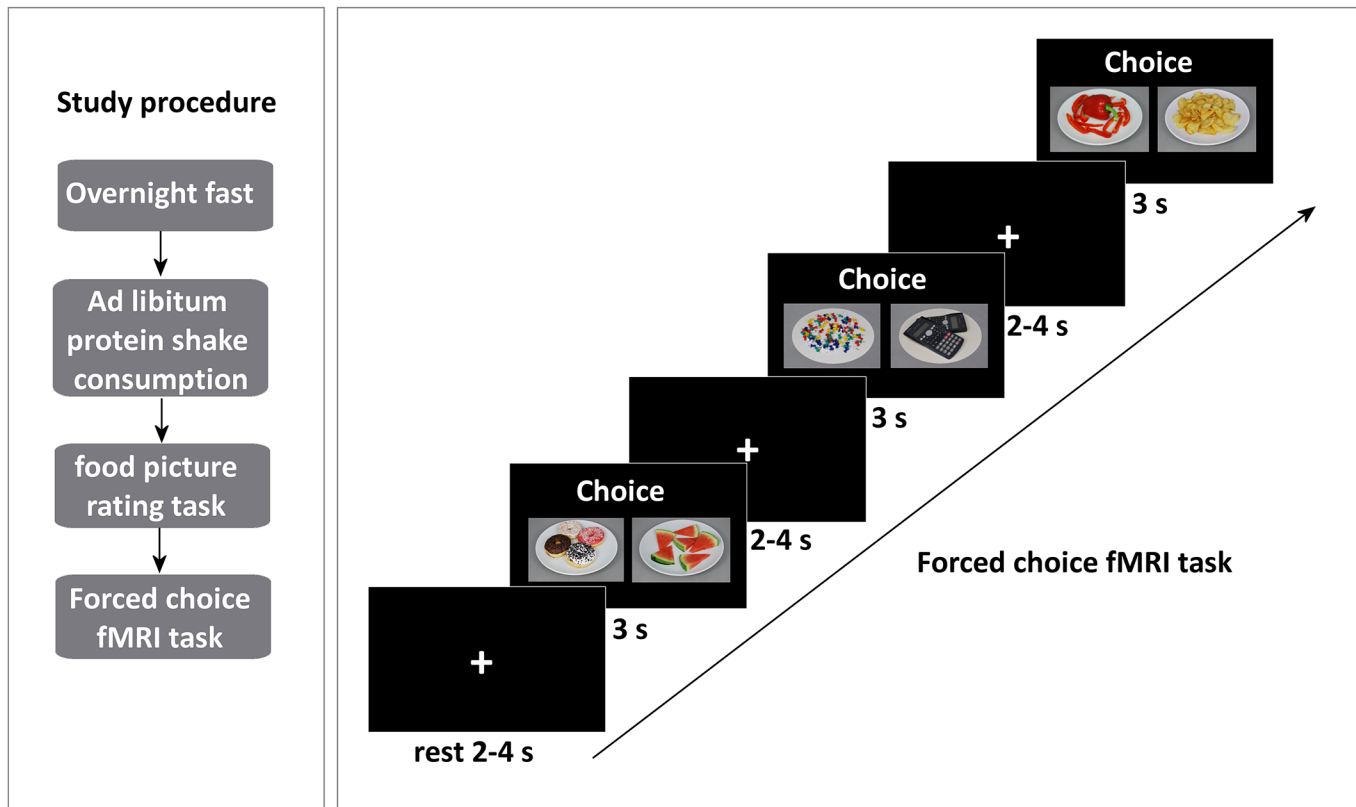 Study procedure
Overnight fast
Ad libitum
protein shake
consumption
food picture
rating task
Forced choice
fMRI task
Choice
3 s
Choice
2-4 s
3 s
Choice
2-4 s
3 s
rest 2-4 s
Forced choice fMRI task